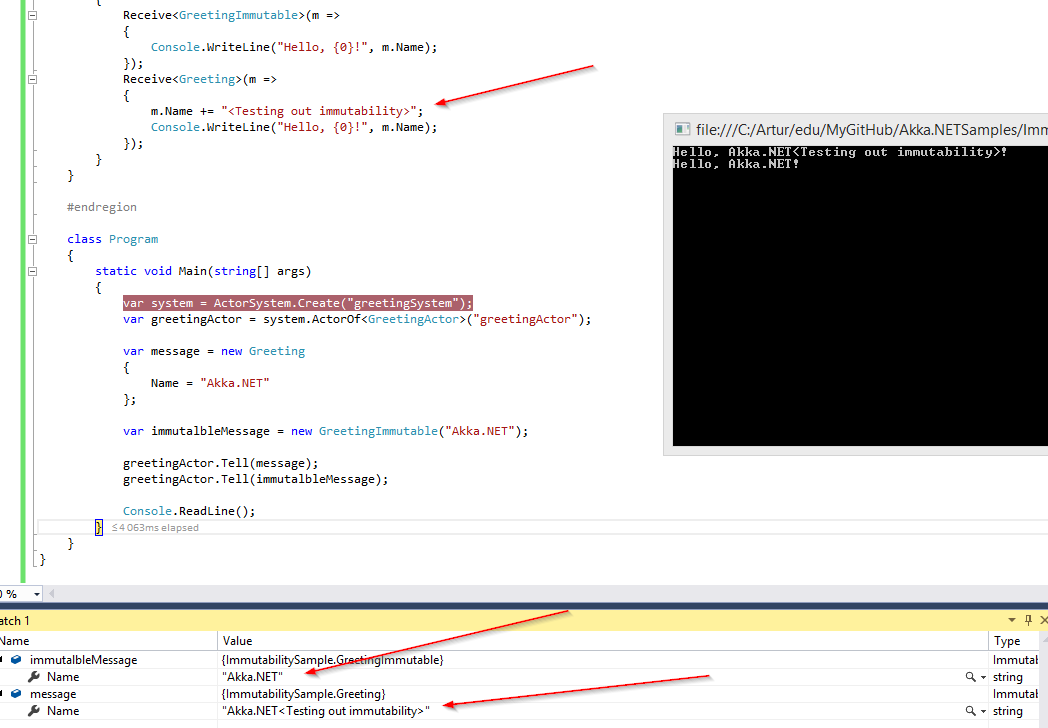 {
Receive<GreetingImmutable>(m =>
{
Console.WriteLine("Hello, {0}!", m.Name);
});
Receive<Greeting>(m =>
{
m.Name += "<Testing out immutability>";
Console.WriteLine("Hello, {0}!", m.Name);
});
}
}
#endregion
class Program
{
static void Main(string[] args)
{
var system = ActorSystem.Create("greetingSystem");
var greetingActor = system.ActorOf<GreetingActor>("greetingActor");
var message = new Greeting
{
Name = "Akka.NET"
};
var immutalbleMessage = new GreetingImmutable("Akka.NET");
greetingActor.Tell(message);
greetingActor.Tell(immutalbleMessage);
Console.ReadLine();
} ≤4 063ms elapsed
}
}
file:///C:/Artur/edu/MyGitHub/Akka.NETSamples/Imm
Hello, Akka.NET<Testing out immutability>!
Hello, Akka.NET!
0 %
atch 1
Name Value Type
immutalbleMessage {ImmutabilitySample.GreetingImmutable} Immutab
Name "Akka.NET" string
message {ImmutabilitySample.Greeting} Immutab
Name "Akka.NET<Testing out immutability>" string